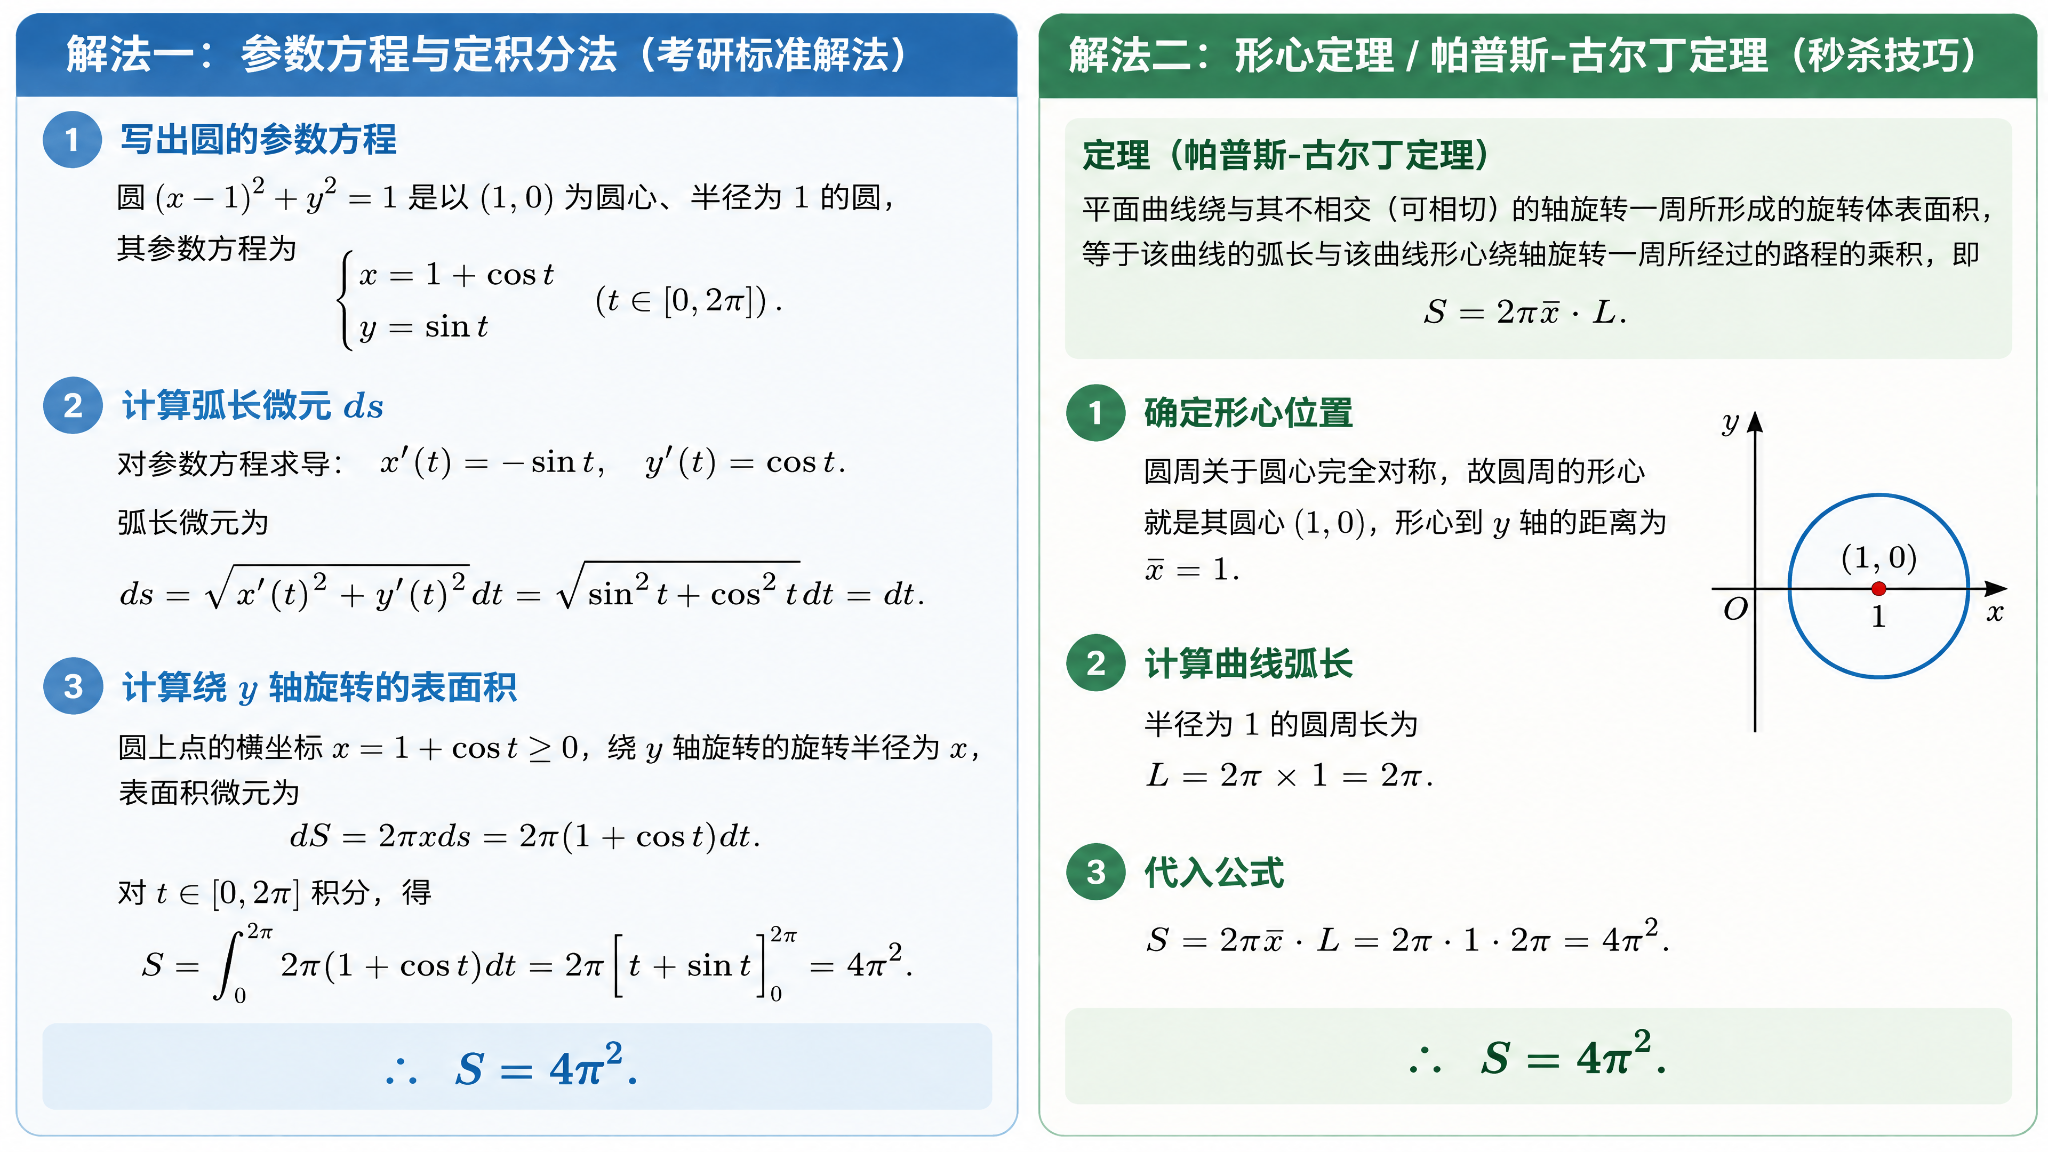 解法一：参数方程与定积分法（考研标准解法）
1 写出圆的参数方程
圆 (x − 1)² + y² = 1 是以 (1, 0) 为圆心、半径为 1 的圆，
其参数方程为
{ x = 1 + cos t
y = sin t
(t ∈ [0, 2π]) .
2 计算弧长微元 ds
对参数方程求导： x′(t) = − sin t, y′(t) = cos t.
弧长微元为
ds = √(x′(t)² + y′(t)²) dt = √(sin² t + cos² t) dt = dt.
3 计算绕 y 轴旋转的表面积
圆上点的横坐标 x = 1 + cos t ≥ 0，绕 y 轴旋转的旋转半径为 x，
表面积微元为
dS = 2πxds = 2π(1 + cos t)dt.
对 t ∈ [0, 2π] 积分，得
S = ∫₀^{2π} 2π(1 + cos t)dt = 2π[t + sin t]₀^{2π} = 4π².
∴ S = 4π².
解法二：形心定理 / 帕普斯-古尔丁定理（秒杀技巧）
定理（帕普斯-古尔丁定理）
平面曲线绕与其不相交（可相切）的轴旋转一周所形成的旋转体表面积，
等于该曲线的弧长与该曲线形心绕轴旋转一周所经过的路程的乘积，即
S = 2πx̄ · L.
1 确定形心位置
圆周关于圆心完全对称，故圆周的形心
就是其圆心 (1, 0)，形心到 y 轴的距离为
x̄ = 1.
y
(1, 0)
O
1
x
2 计算曲线弧长
半径为 1 的圆周长为
L = 2π × 1 = 2π.
3 代入公式
S = 2πx̄ · L = 2π · 1 · 2π = 4π².
∴ S = 4π².